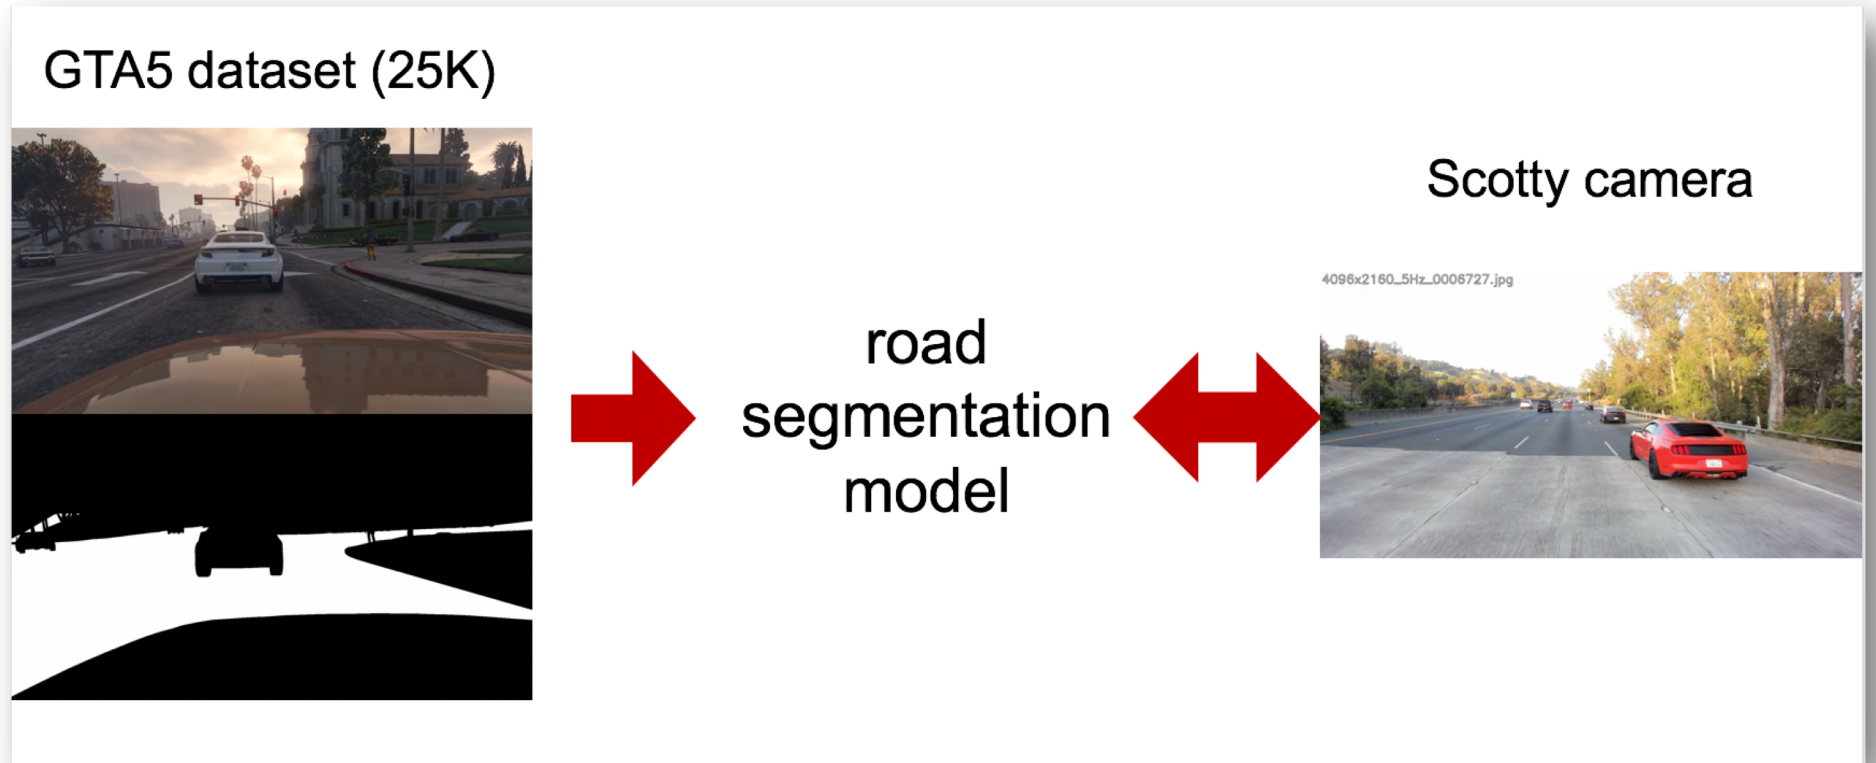 GTA5 dataset (25K)
Scotty camera
4096x2160_5Hz_0006727.jpg
road
segmentation
model